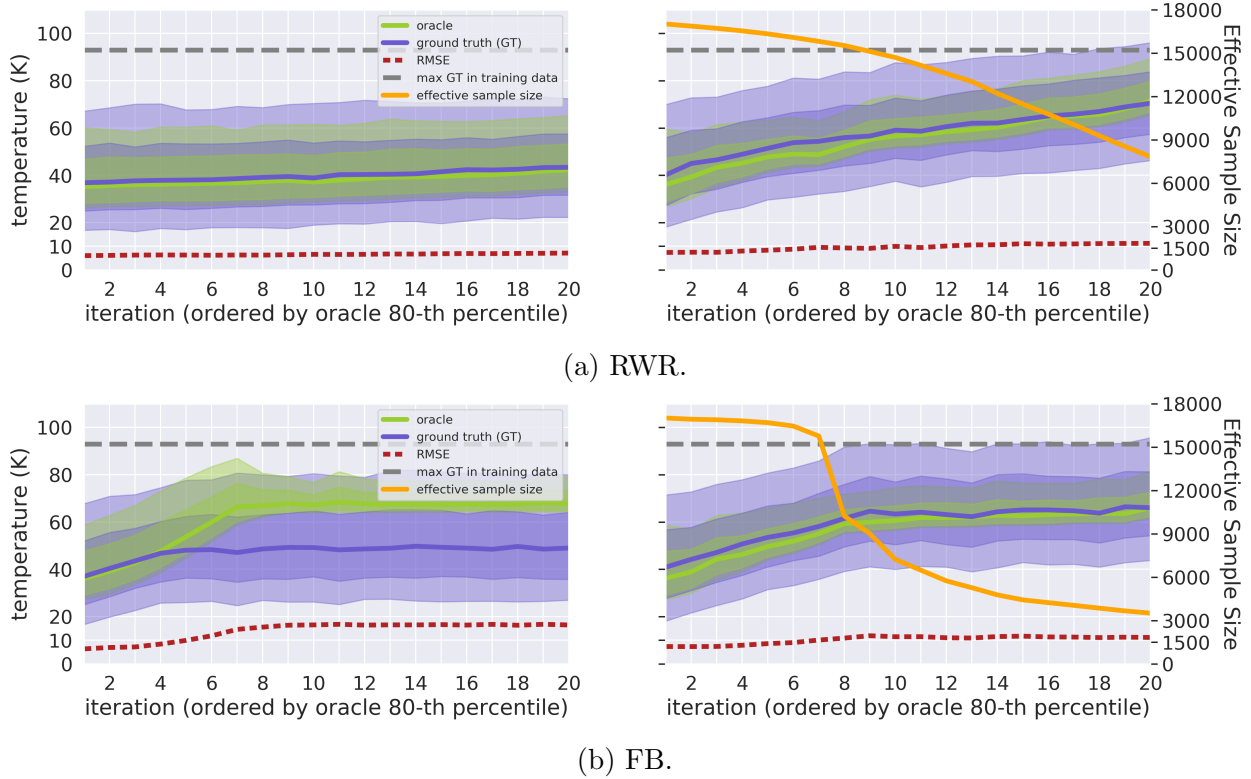 temperature (K)
100
80
60
40
20
10
0
oracle
ground truth (GT)
RMSE
max GT in training data
effective sample size
2 4 6 8 10 12 14 16 18 20
iteration (ordered by oracle 80-th percentile)
18000
15000
12000
9000
6000
3000
1500
0
Effective Sample Size
2 4 6 8 10 12 14 16 18 20
iteration (ordered by oracle 80-th percentile)
(a) RWR.
temperature (K)
100
80
60
40
20
10
0
oracle
ground truth (GT)
RMSE
max GT in training data
effective sample size
2 4 6 8 10 12 14 16 18 20
iteration (ordered by oracle 80-th percentile)
18000
15000
12000
9000
6000
3000
1500
0
Effective Sample Size
2 4 6 8 10 12 14 16 18 20
iteration (ordered by oracle 80-th percentile)
(b) FB.